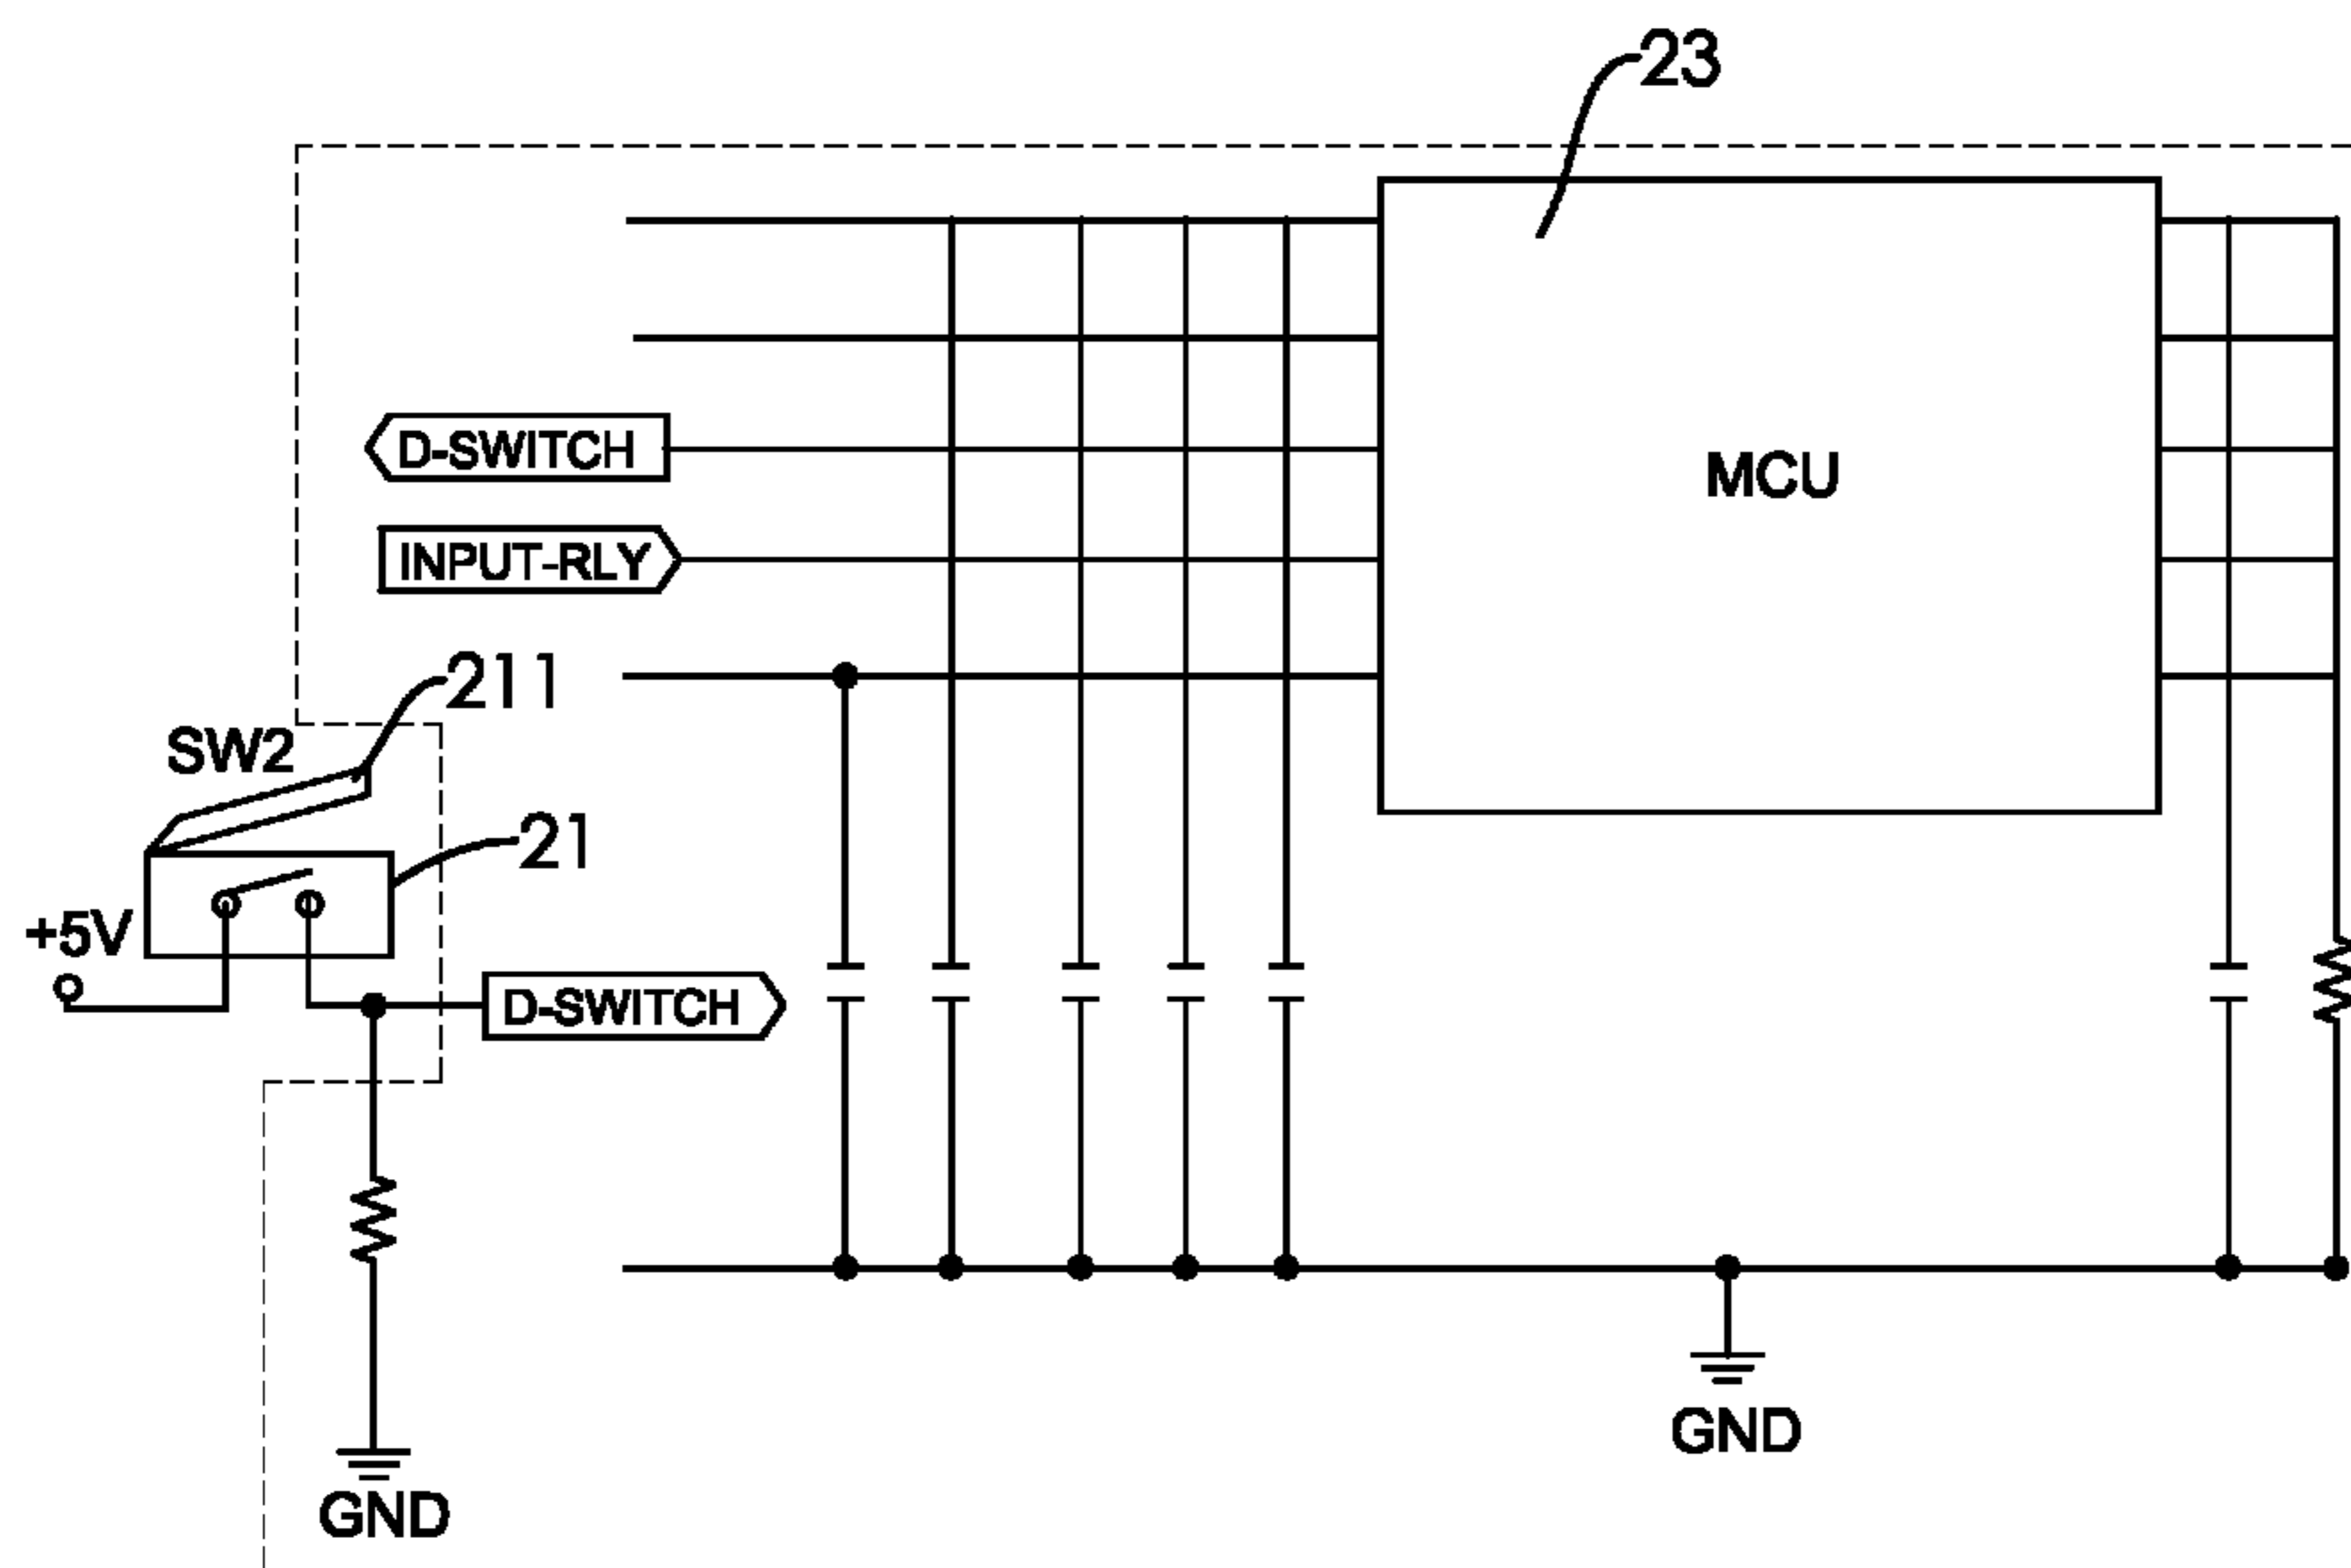 23
D-SWITCH
MCU
INPUT-RLY
211
SW2
21
+5V
D-SWITCH
GND
GND